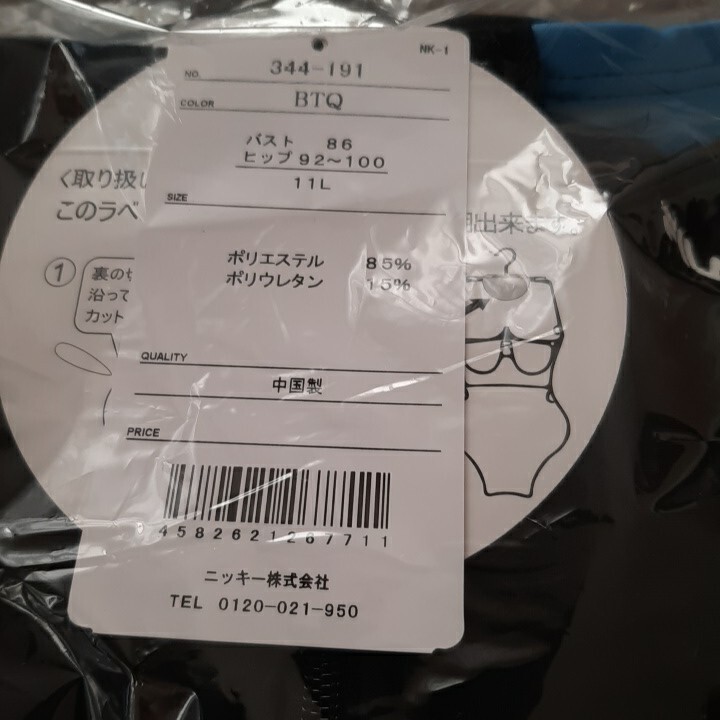 NK-1
NO. 344-191
COLOR BTQ
バスト 86
ヒップ 92～100
11L
SIZE
ポリエステル 85%
ポリウレタン 15%
QUALITY
中国製
PRICE
4582621267711
ニッキー株式会社
TEL 0120-021-950
<取り扱い
このラベ
出来ます
1
裏のセ
沿って
カット